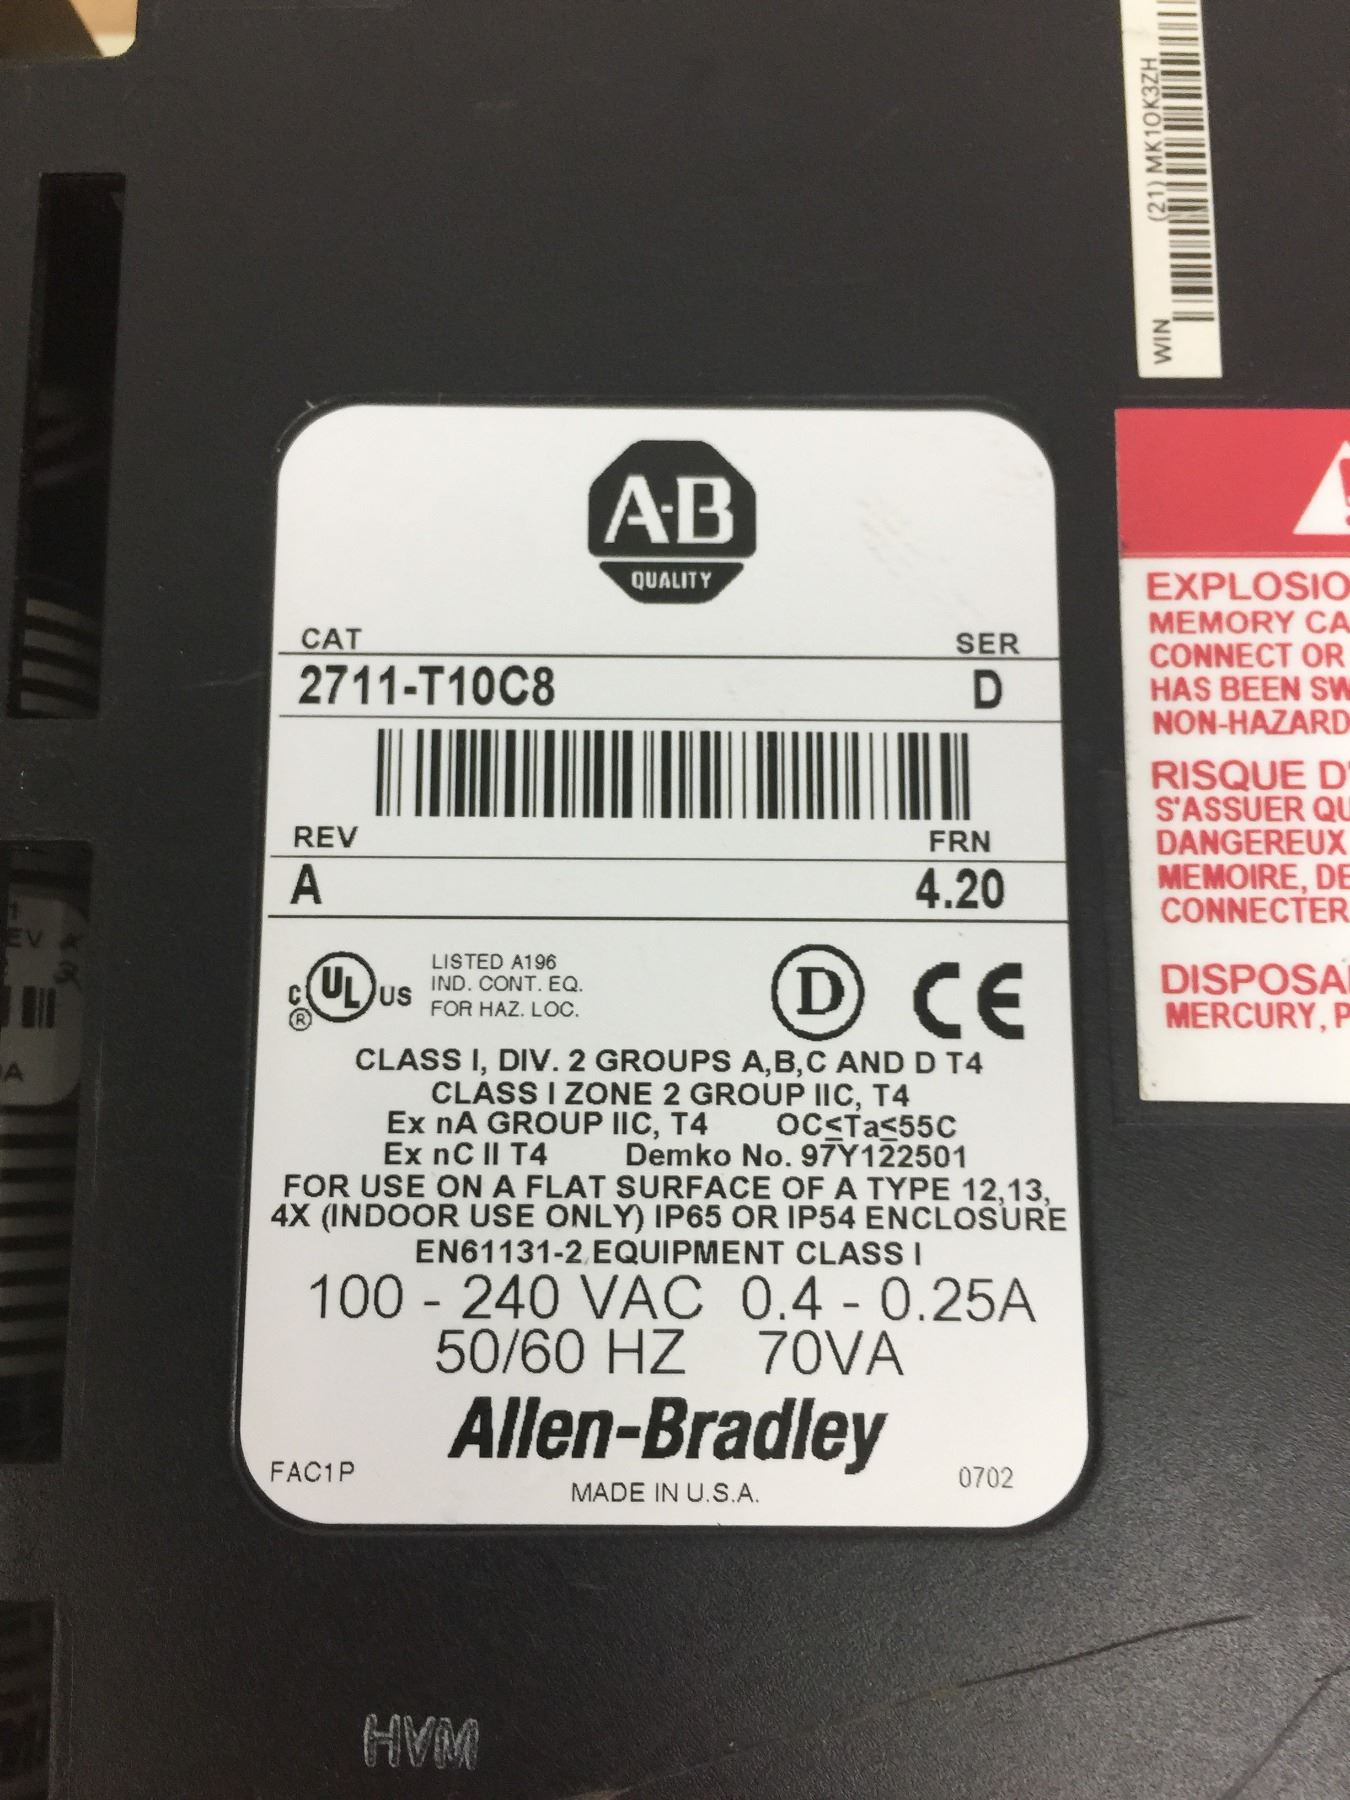 (21) MK1OK3ZH
WIN
A-B
QUALITY
CAT SER
2711-T10C8 D
REV FRN
A 4.20
C UL US ®
LISTED A196
IND. CONT. EQ.
FOR HAZ. LOC.
D CE
CLASS I, DIV. 2 GROUPS A,B,C AND D T4
CLASS I ZONE 2 GROUP IIC, T4
Ex nA GROUP IIC, T4 OC≤Ta≤55C
Ex nC II T4 Demko No. 97Y122501
FOR USE ON A FLAT SURFACE OF A TYPE 12,13,
4X (INDOOR USE ONLY) IP65 OR IP54 ENCLOSURE
EN61131-2 EQUIPMENT CLASS I
100 - 240 VAC 0.4 - 0.25A
50/60 HZ 70VA
Allen-Bradley
FAC1P MADE IN U.S.A. 0702
EXPLOSIO
MEMORY CA
CONNECT OR
HAS BEEN SW
NON-HAZARD
RISQUE D'
S'ASSUER QU
DANGEREUX
MEMOIRE, DE
CONNECTER
DISPOSA
MERCURY, P
HVM